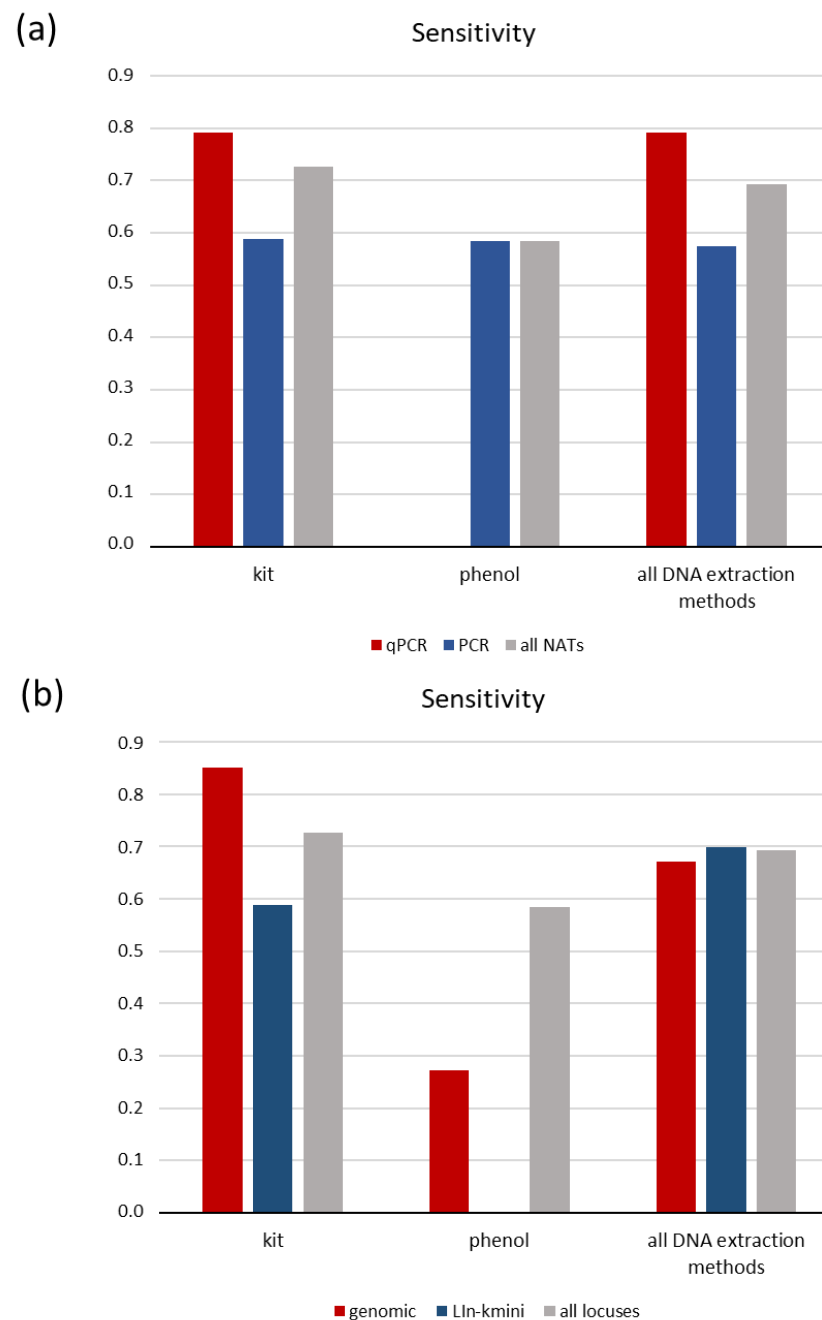 (a)
Sensitivity
0.9
0.8
0.7
0.6
0.5
0.4
0.3
0.2
0.1
0.0
kit
phenol
all DNA extraction
methods
qPCR PCR all NATs
(b)
Sensitivity
0.9
0.8
0.7
0.6
0.5
0.4
0.3
0.2
0.1
0.0
kit
phenol
all DNA extraction
methods
genomic LIn-kmini all locuses